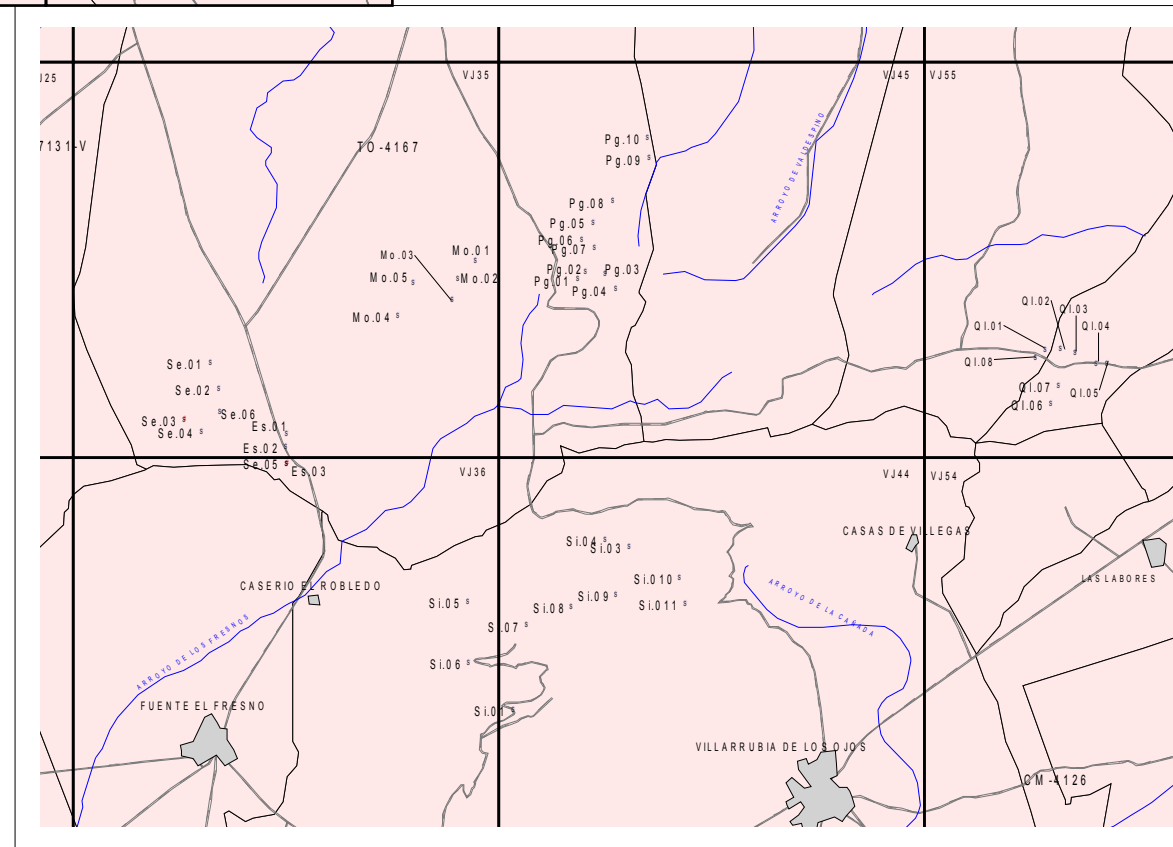 J25
VJ35
VJ45
VJ55
7131-V
TO-4167
ARROYO DE VALDESPINO
Pg.10
Pg.09
Pg.08
Pg.05
Pg.06
Pg.07
Pg.02
Pg.03
Pg.01
Pg.04
Mo.03
Mo.01
Mo.05
Mo.02
Mo.04
Ql.02
Ql.03
Ql.01
Ql.04
Ql.08
Ql.07
Ql.05
Ql.06
Se.01
Se.02
Se.03
Se.06
Se.04
Es.01
Es.02
Se.05
Es.03
VJ36
VJ44
VJ54
CASAS DE VILLEGAS
Si.04
Si.03
Si.010
Si.09
Si.011
Si.08
Si.05
Si.07
Si.06
Si.01
LAS LABORES
CASERIO EL ROBLEDO
ARROYO DE LA CAÑADA
ARROYO DE LOS FRESNOS
FUENTE EL FRESNO
VILLARRUBIA DE LOS OJOS
CM-4126